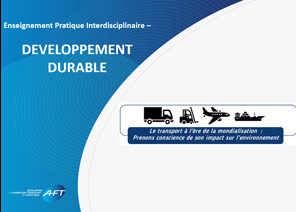 Enseignement Pratique Interdisciplinaire –
DEVELOPPEMENT
DURABLE
Le transport à l'ère de la mondialisation :
Prenons conscience de son impact sur l'environnement
AFT